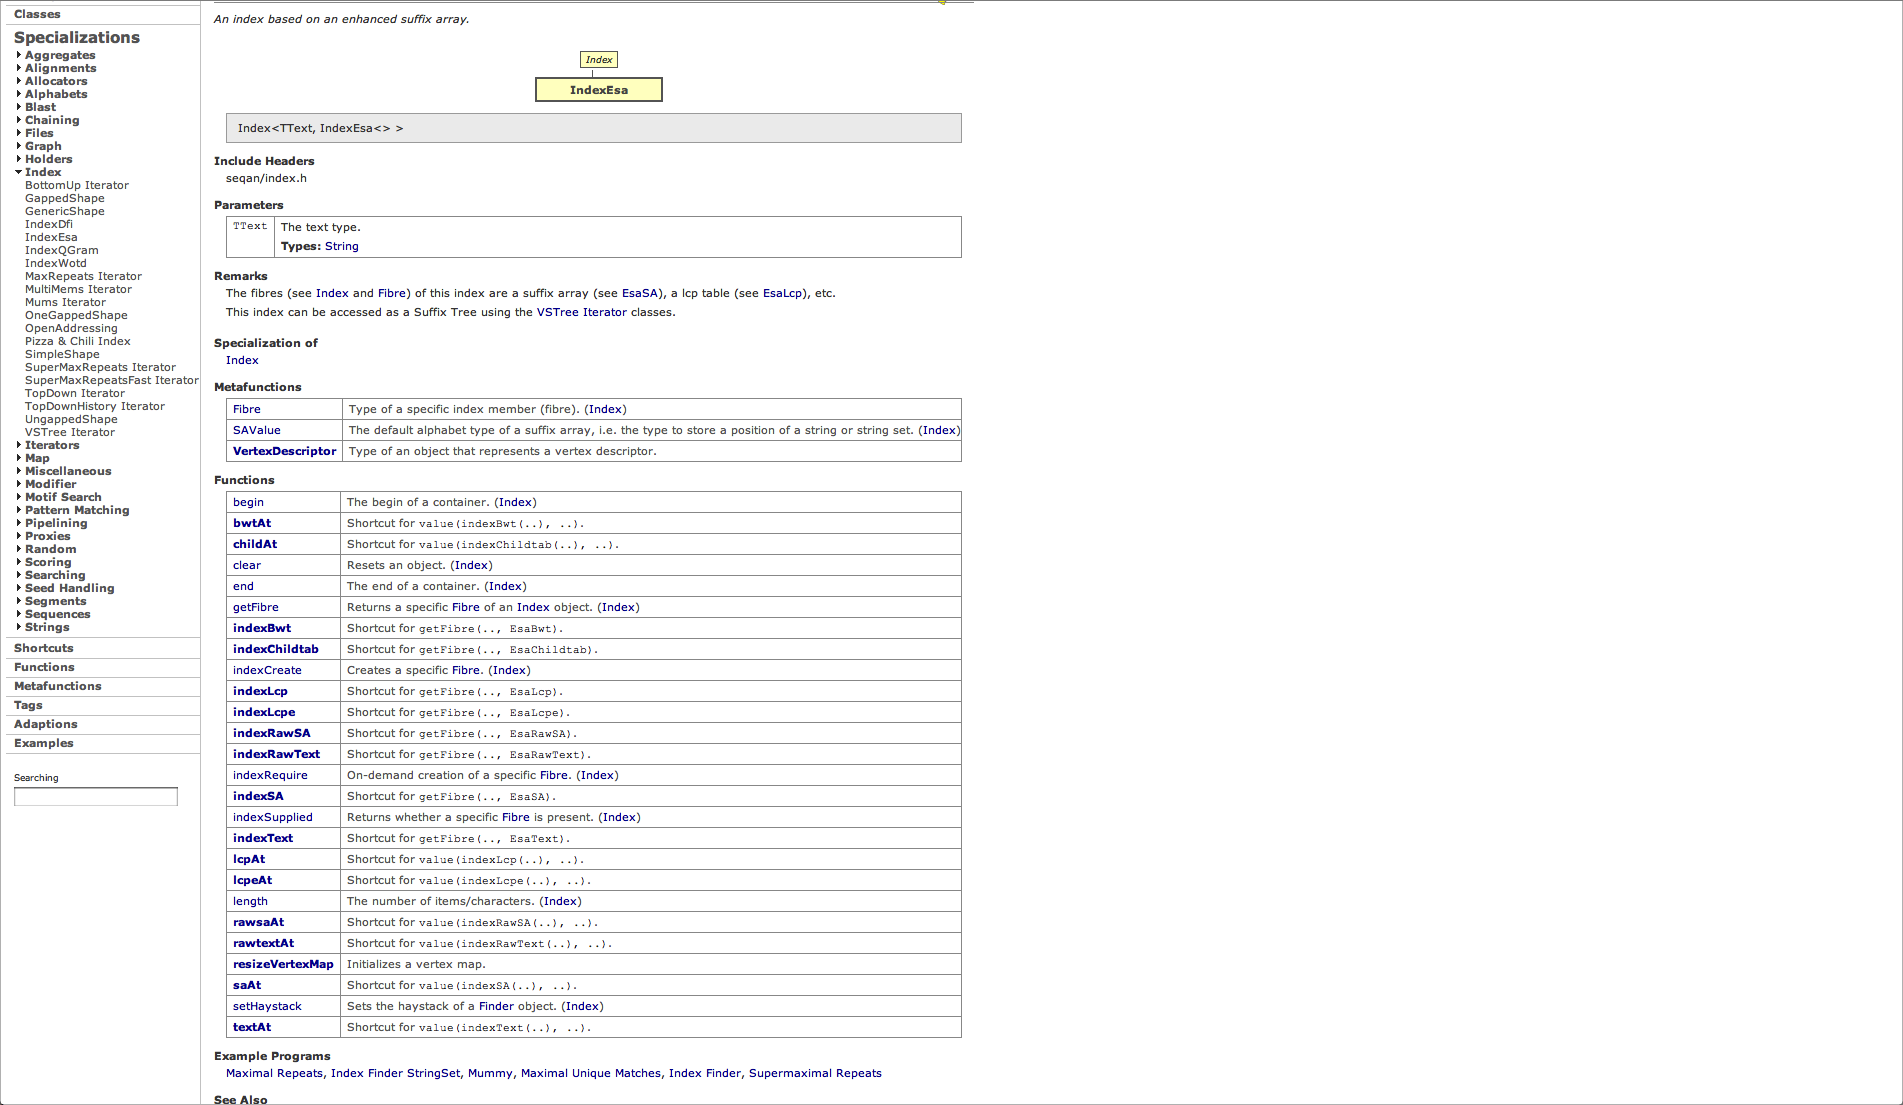 Classes
Specializations
Aggregates
Alignments
Allocators
Alphabets
Blast
Chaining
Files
Graph
Holders
Index
BottomUp Iterator
GappedShape
GenericShape
IndexDfi
IndexEsa
IndexQGram
IndexWotd
MaxRepeats Iterator
MultiMems Iterator
Mums Iterator
OneGappedShape
OpenAddressing
Pizza & Chili Index
SimpleShape
SuperMaxRepeats Iterator
SuperMaxRepeatsFast Iterator
TopDown Iterator
TopDownHistory Iterator
UngappedShape
VSTree Iterator
Iterators
Map
Miscellaneous
Modifier
Motif Search
Pattern Matching
Pipelining
Proxies
Random
Scoring
Searching
Seed Handling
Segments
Sequences
Strings
Shortcuts
Functions
Metafunctions
Tags
Adaptions
Examples
Searching
An index based on an enhanced suffix array.
Index
IndexEsa
Index<TText, IndexEsa<> >
Include Headers
seqan/index.h
Parameters
TText The text type.
Types: String
Remarks
The fibres (see Index and Fibre) of this index are a suffix array (see EsaSA), a lcp table (see EsaLcp), etc.
This index can be accessed as a Suffix Tree using the VSTree Iterator classes.
Specialization of
Index
Metafunctions
Fibre Type of a specific index member (fibre). (Index)
SAValue The default alphabet type of a suffix array, i.e. the type to store a position of a string or string set. (Index)
VertexDescriptor Type of an object that represents a vertex descriptor.
Functions
begin The begin of a container. (Index)
bwtAt Shortcut for value(indexBwt(..), ..).
childAt Shortcut for value(indexChildtab(..), ..).
clear Resets an object. (Index)
end The end of a container. (Index)
getFibre Returns a specific Fibre of an Index object. (Index)
indexBwt Shortcut for getFibre(.., EsaBwt).
indexChildtab Shortcut for getFibre(.., EsaChildtab).
indexCreate Creates a specific Fibre. (Index)
indexLcp Shortcut for getFibre(.., EsaLcp).
indexLcpe Shortcut for getFibre(.., EsaLcpe).
indexRawSA Shortcut for getFibre(.., EsaRawSA).
indexRawText Shortcut for getFibre(.., EsaRawText).
indexRequire On-demand creation of a specific Fibre. (Index)
indexSA Shortcut for getFibre(.., EsaSA).
indexSupplied Returns whether a specific Fibre is present. (Index)
indexText Shortcut for getFibre(.., EsaText).
lcpAt Shortcut for value(indexLcp(..), ..).
lcpeAt Shortcut for value(indexLcpe(..), ..).
length The number of items/characters. (Index)
rawsaAt Shortcut for value(indexRawSA(..), ..).
rawtextAt Shortcut for value(indexRawText(..), ..).
resizeVertexMap Initializes a vertex map.
saAt Shortcut for value(indexSA(..), ..).
setHaystack Sets the haystack of a Finder object. (Index)
textAt Shortcut for value(indexText(..), ..).
Example Programs
Maximal Repeats, Index Finder StringSet, Mummy, Maximal Unique Matches, Index Finder, Supermaximal Repeats
See Also